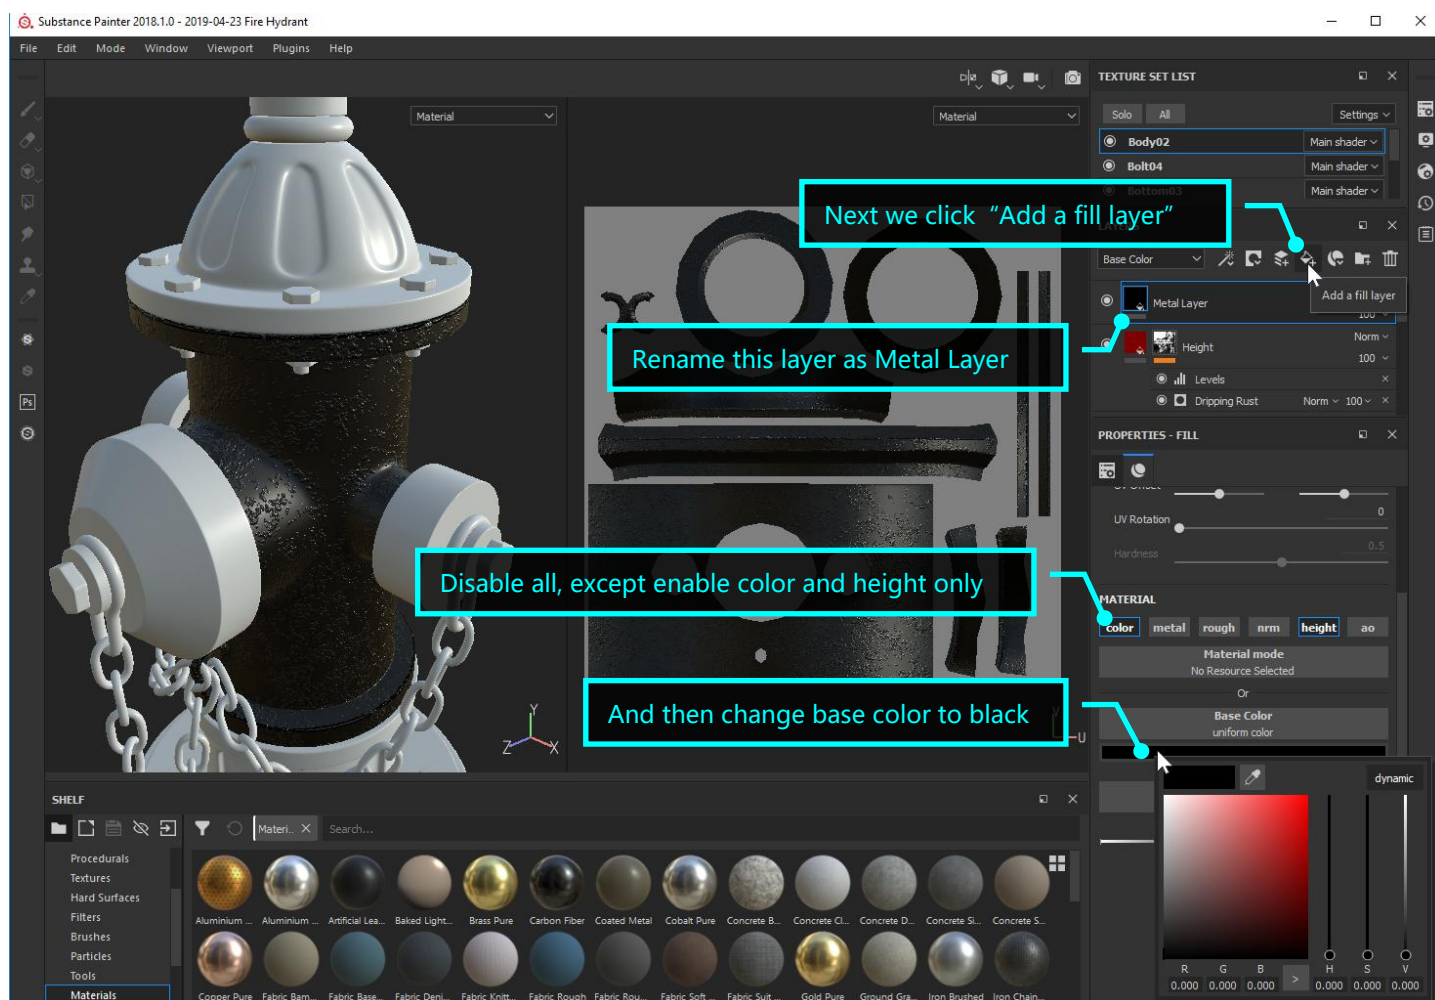 Substance Painter 2018.1.0 - 2019-04-23 Fire Hydrant
File Edit Mode Window Viewport Plugins Help
Material
Material
TEXTURE SET LIST
Solo All Settings
Body02 Main shader
Bolt04 Main shader
Bottom03 Main shader
Next we click “Add a fill layer”
Base Color
Add a fill layer
Metal Layer
100
Rename this layer as Metal Layer
Height Norm
100
Levels
Dripping Rust Norm 100
PROPERTIES - FILL
UV Rotation 0
Hardness 0.5
Disable all, except enable color and height only
MATERIAL
color metal rough nrm height ao
Material mode
No Resource Selected
Or
And then change base color to black
Base Color
uniform color
Y
Z X
U
dynamic
R G B H S V
0.000 0.000 0.000 > 0.000 0.000 0.000
SHELF
Materi.. Search...
Procedurals
Textures
Hard Surfaces
Filters
Brushes
Particles
Tools
Materials
Aluminium ... Aluminium ... Artificial Lea... Baked Light... Brass Pure Carbon Fiber Coated Metal Cobalt Pure Concrete B... Concrete Cl... Concrete D... Concrete Si... Concrete S...
Copper Pure Fabric Bam... Fabric Base... Fabric Deni... Fabric Knitt... Fabric Rough Fabric Rou... Fabric Soft ... Fabric Suit ... Gold Pure Ground Gra... Iron Brushed Iron Chain...
Ps